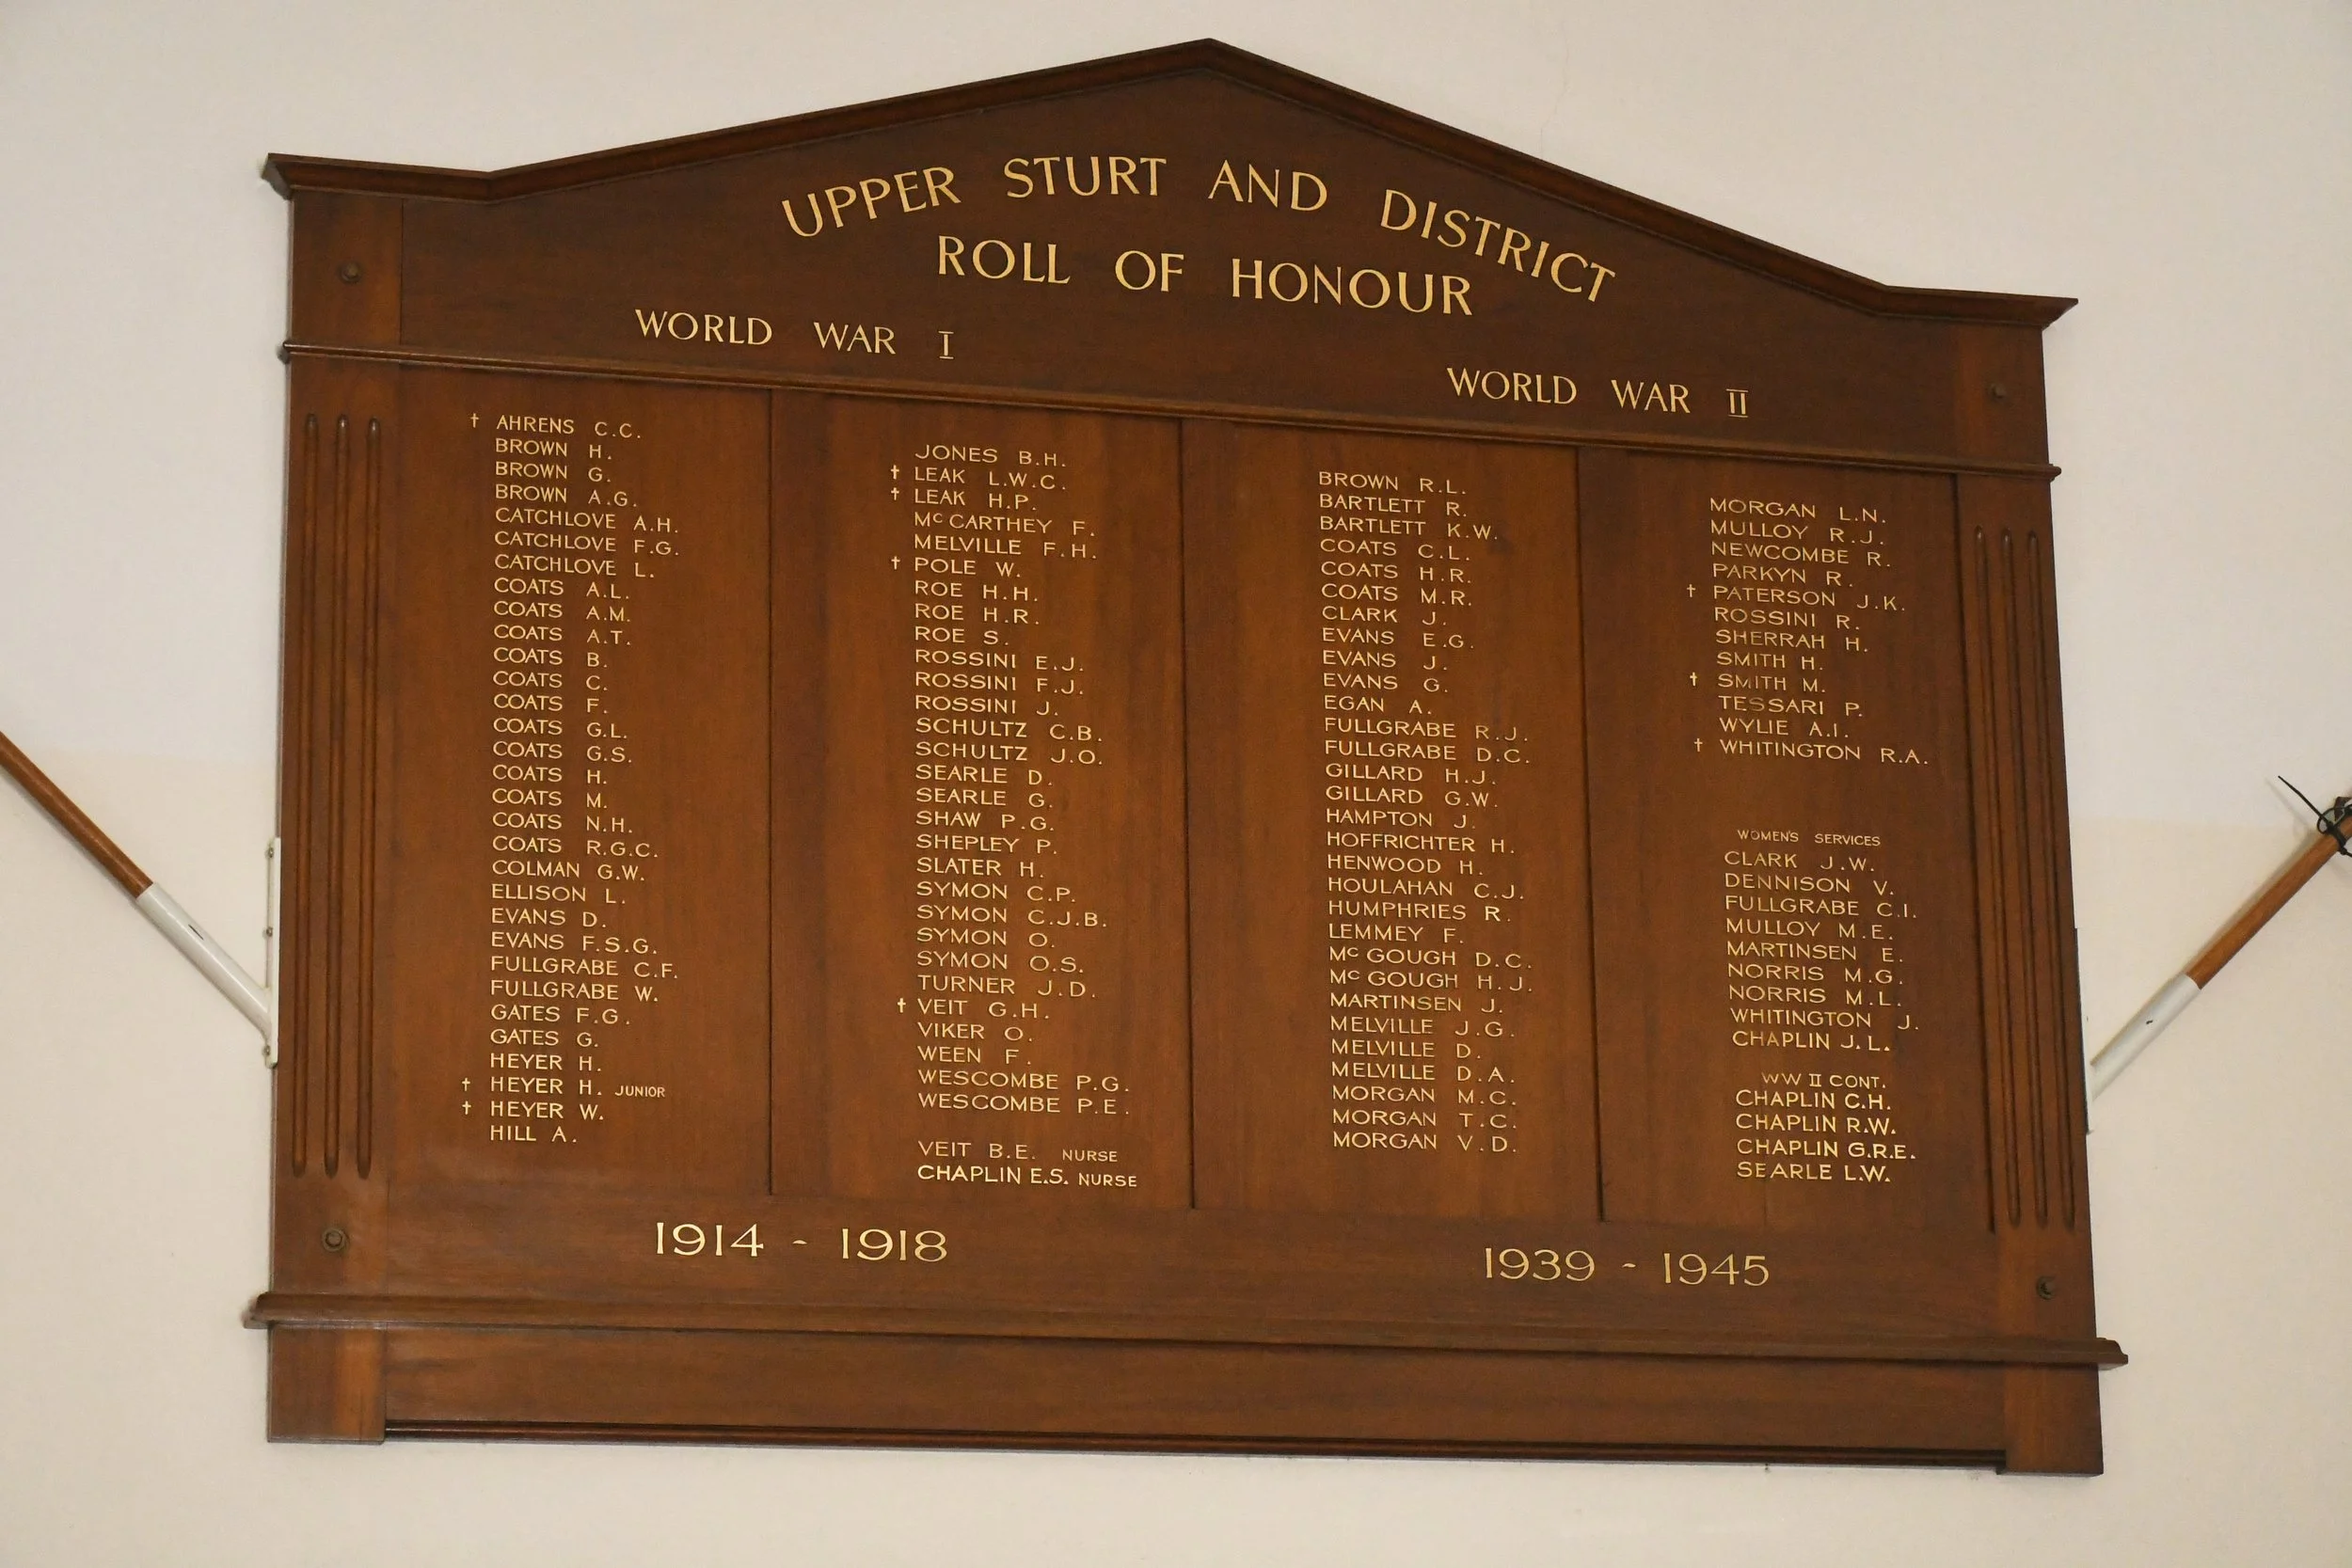 UPPER STURT AND DISTRICT
ROLL OF HONOUR
WORLD WAR I
† AHRENS C.C.
BROWN H.
BROWN G.
BROWN A.G.
CATCHLOVE A.H.
CATCHLOVE F.G.
CATCHLOVE L.
COATS A.L.
COATS A.M.
COATS A.T.
COATS B.
COATS C.
COATS F.
COATS G.L.
COATS G.S.
COATS H.
COATS M.
COATS N.H.
COATS R.G.C.
COLMAN G.W.
ELLISON L.
EVANS D.
EVANS F.S.G.
FULLGRABE C.F.
FULLGRABE W.
GATES F.G.
GATES G.
HEYER H.
† HEYER H. JUNIOR
† HEYER W.
HILL A.
JONES B.H.
† LEAK L.W.C.
† LEAK H.P.
McCARTHEY F.
MELVILLE F.H.
† POLE W.
ROE H.H.
ROE H.R.
ROE S.
ROSSINI E.J.
ROSSINI F.J.
ROSSINI J.
SCHULTZ C.B.
SCHULTZ J.O.
SEARLE D.
SEARLE G.
SHAW P.G.
SHEPLEY P.
SLATER H.
SYMON C.P.
SYMON C.J.B.
SYMON O.
SYMON O.S.
TURNER J.D.
† VEIT G.H.
VIKER O.
WEEN F.
WESCOMBE P.G.
WESCOMBE P.E.
VEIT B.E. NURSE
CHAPLIN E.S. NURSE
1914 - 1918
WORLD WAR II
BROWN R.L.
BARTLETT R.
BARTLETT K.W.
COATS C.L.
COATS H.R.
COATS M.R.
CLARK J.
EVANS E.G.
EVANS J.
EVANS G.
EGAN A.
FULLGRABE R.J.
FULLGRABE D.C.
GILLARD H.J.
GILLARD G.W.
HAMPTON J.
HOFFRICHTER H.
HENWOOD H.
HOULAHAN C.J.
HUMPHRIES R.
LEMMEY F.
McGOUGH D.C.
McGOUGH H.J.
MARTINSEN J.
MELVILLE J.G.
MELVILLE D.
MELVILLE D.A.
MORGAN M.C.
MORGAN T.C.
MORGAN V.D.
MORGAN L.N.
MULLOY R.J.
NEWCOMBE R.
PARKYN R.
† PATERSON J.K.
ROSSINI R.
SHERRAH H.
SMITH H.
† SMITH M.
TESSARI P.
WYLIE A.I.
† WHITINGTON R.A.
WOMEN'S SERVICES
CLARK J.W.
DENNISON V.
FULLGRABE C.I.
MULLOY M.E.
MARTINSEN E.
NORRIS M.G.
NORRIS M.L.
WHITINGTON J.
CHAPLIN J.L.
WW II CONT.
CHAPLIN C.H.
CHAPLIN R.W.
CHAPLIN G.R.E.
SEARLE L.W.
1939 - 1945